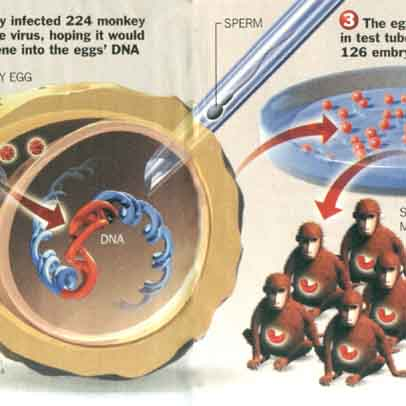 y infected 224 monkey
e virus, hoping it would
ene into the eggs' DNA
Y EGG
SPERM
DNA
3 The eg
in test tub
126 embry
S
M